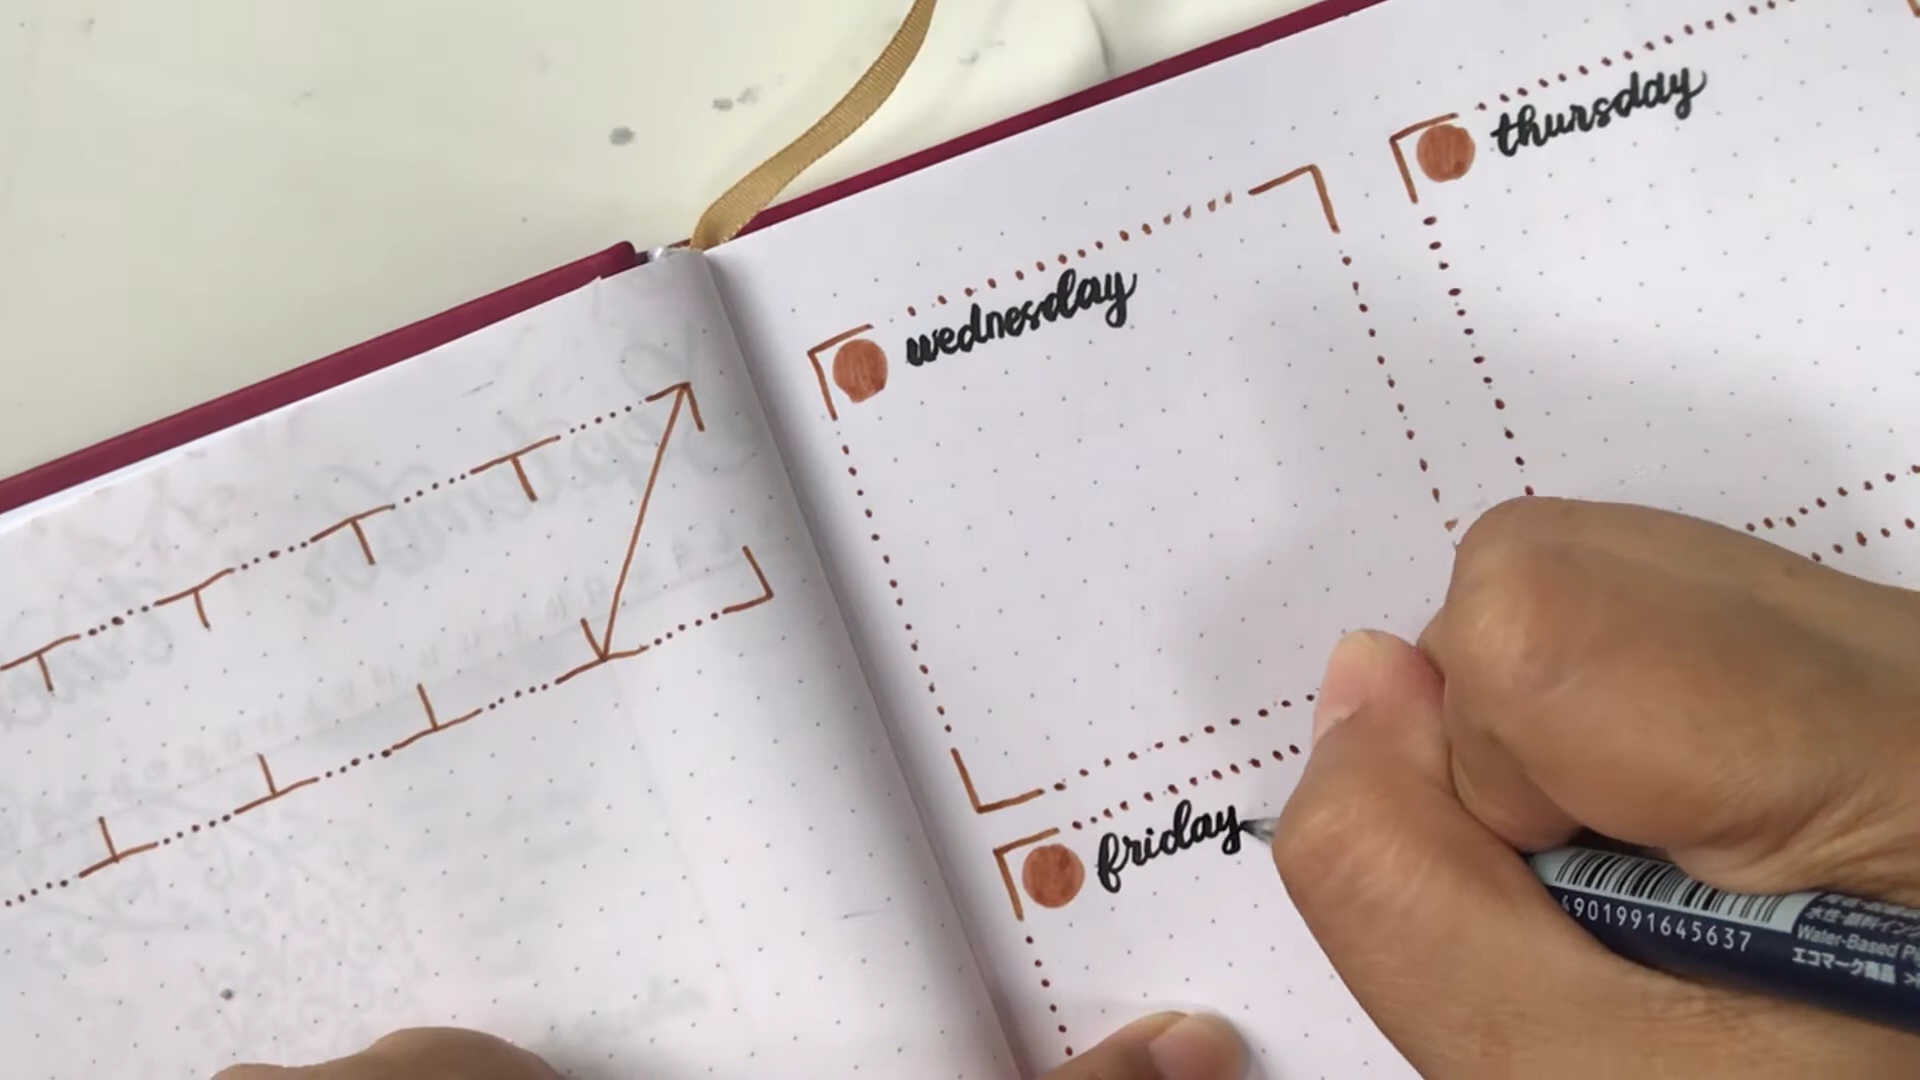 thursday
wednesday
friday
4901991645637
Water-Based
エコマーク商品